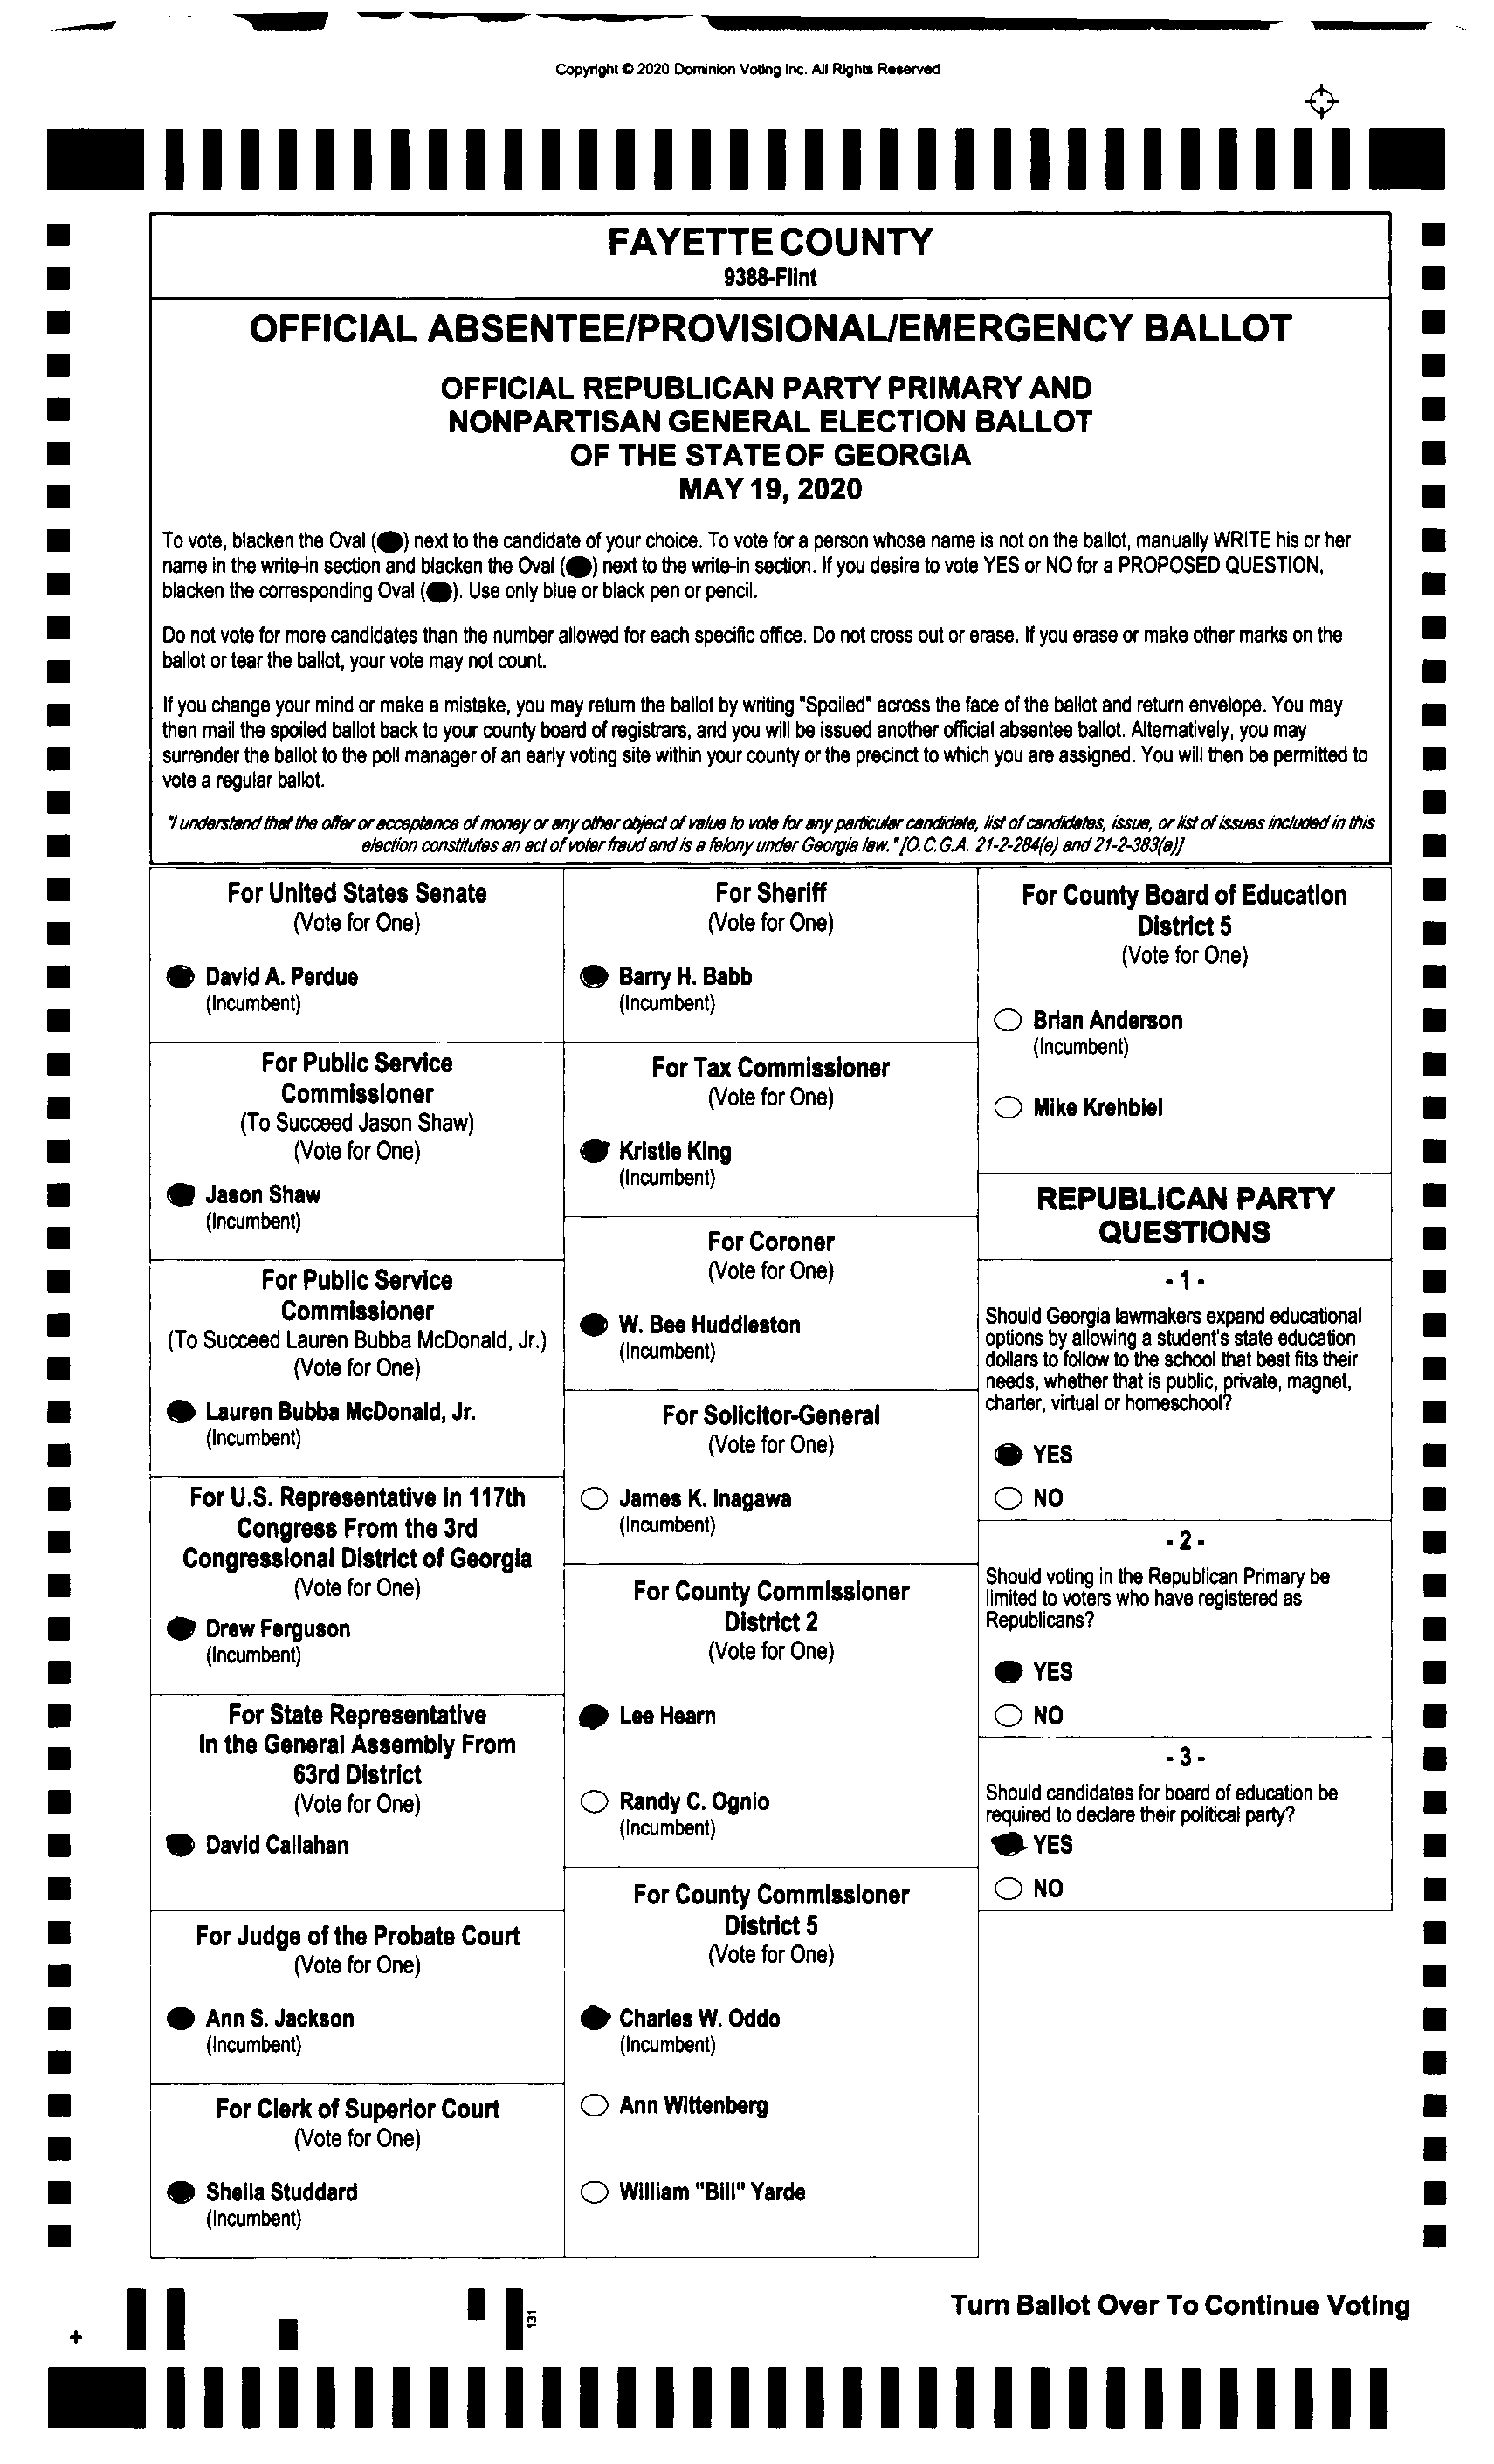 Copyright © 2020 Dominion Voting Inc. All Rights Reserved
FAYETTE COUNTY
9388-Flint
OFFICIAL ABSENTEE/PROVISIONAL/EMERGENCY BALLOT
OFFICIAL REPUBLICAN PARTY PRIMARY AND
NONPARTISAN GENERAL ELECTION BALLOT
OF THE STATE OF GEORGIA
MAY 19, 2020
To vote, blacken the Oval ( ) next to the candidate of your choice. To vote for a person whose name is not on the ballot, manually WRITE his or her
name in the write-in section and blacken the Oval ( ) next to the write-in section. If you desire to vote YES or NO for a PROPOSED QUESTION,
blacken the corresponding Oval ( ). Use only blue or black pen or pencil.
Do not vote for more candidates than the number allowed for each specific office. Do not cross out or erase. If you erase or make other marks on the
ballot or tear the ballot, your vote may not count.
If you change your mind or make a mistake, you may return the ballot by writing "Spoiled" across the face of the ballot and return envelope. You may
then mail the spoiled ballot back to your county board of registrars, and you will be issued another official absentee ballot. Alternatively, you may
surrender the ballot to the poll manager of an early voting site within your county or the precinct to which you are assigned. You will then be permitted to
vote a regular ballot.
"I understand that the offer or acceptance of money or any other object of value to vote for any particular candidate, list of candidates, issue, or list of issues included in this
election constitutes an act of voter fraud and is a felony under Georgia law." [O.C.G.A. 21-2-284(e) and 21-2-383(a)]
For United States Senate
(Vote for One)
David A. Perdue
(Incumbent)
For Public Service
Commissioner
(To Succeed Jason Shaw)
(Vote for One)
Jason Shaw
(Incumbent)
For Public Service
Commissioner
(To Succeed Lauren Bubba McDonald, Jr.)
(Vote for One)
Lauren Bubba McDonald, Jr.
(Incumbent)
For U.S. Representative in 117th
Congress From the 3rd
Congressional District of Georgia
(Vote for One)
Drew Ferguson
(Incumbent)
For State Representative
In the General Assembly From
63rd District
(Vote for One)
David Callahan
For Judge of the Probate Court
(Vote for One)
Ann S. Jackson
(Incumbent)
For Clerk of Superior Court
(Vote for One)
Sheila Studdard
(Incumbent)
For Sheriff
(Vote for One)
Barry H. Babb
(Incumbent)
For Tax Commissioner
(Vote for One)
Kristie King
(Incumbent)
For Coroner
(Vote for One)
W. Bee Huddleston
(Incumbent)
For Solicitor-General
(Vote for One)
James K. Inagawa
(Incumbent)
For County Commissioner
District 2
(Vote for One)
Lee Hearn
Randy C. Ognio
(Incumbent)
For County Commissioner
District 5
(Vote for One)
Charles W. Oddo
(Incumbent)
Ann Wittenberg
William "Bill" Yarde
For County Board of Education
District 5
(Vote for One)
Brian Anderson
(Incumbent)
Mike Krehbiel
REPUBLICAN PARTY
QUESTIONS
- 1 -
Should Georgia lawmakers expand educational
options by allowing a student's state education
dollars to follow to the school that best fits their
needs, whether that is public, private, magnet,
charter, virtual or homeschool?
YES
NO
- 2 -
Should voting in the Republican Primary be
limited to voters who have registered as
Republicans?
YES
NO
- 3 -
Should candidates for board of education be
required to declare their political party?
YES
NO
Turn Ballot Over To Continue Voting
131